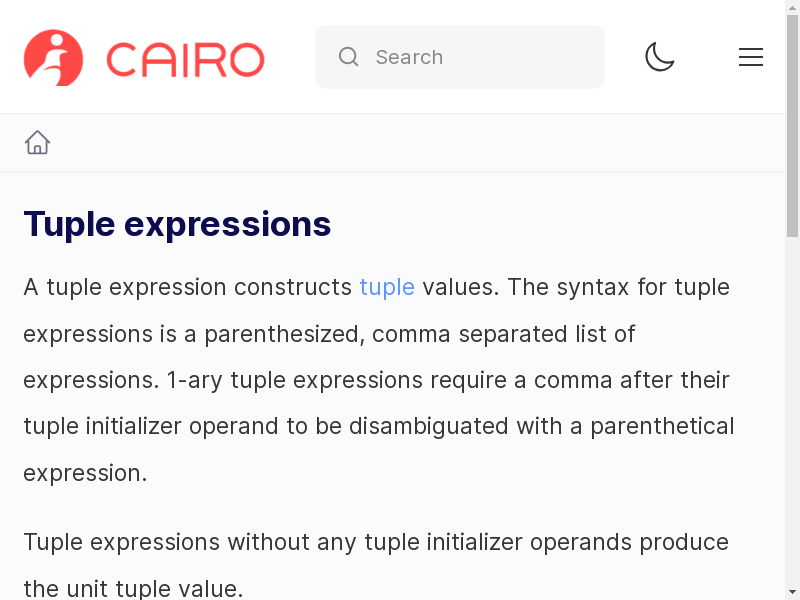 CAIRO
Search
Tuple expressions
A tuple expression constructs tuple values. The syntax for tuple
expressions is a parenthesized, comma separated list of
expressions. 1-ary tuple expressions require a comma after their
tuple initializer operand to be disambiguated with a parenthetical
expression.
Tuple expressions without any tuple initializer operands produce
the unit tuple value.